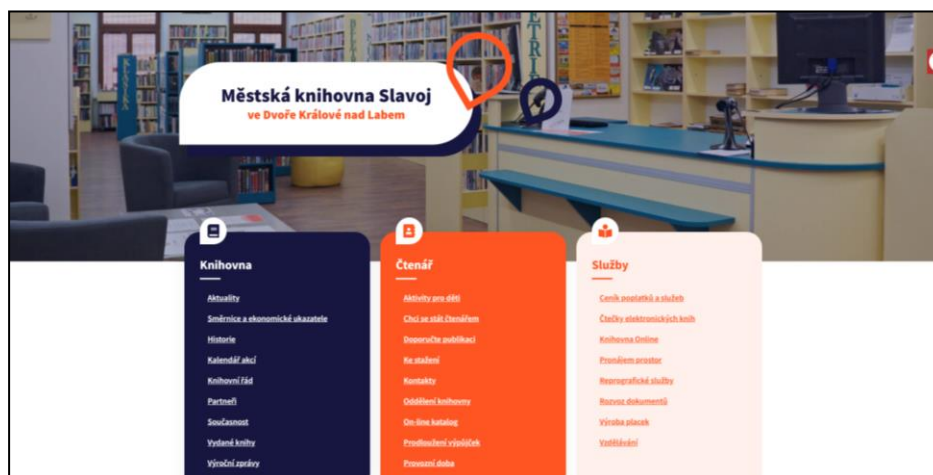 Městská knihovna Slavoj
ve Dvoře Králové nad Labem
Knihovna
Aktuality
Směrnice a ekonomické ukazatele
Historie
Kalendář akcí
Knihovní řád
Partneři
Současnost
Vydané knihy
Výroční zprávy
Čtenář
Aktivity pro děti
Chci se stát čtenářem
Doporučte publikaci
Ke stažení
Kontakty
Oddělení knihovny
On-line katalog
Prodloužení výpůjček
Provozní doba
Služby
Ceník poplatků a služeb
Čtečky elektronických knih
Knihovna Online
Pronájem prostor
Reprografické služby
Rozvoz dokumentů
Výroba placek
Vzdělávání